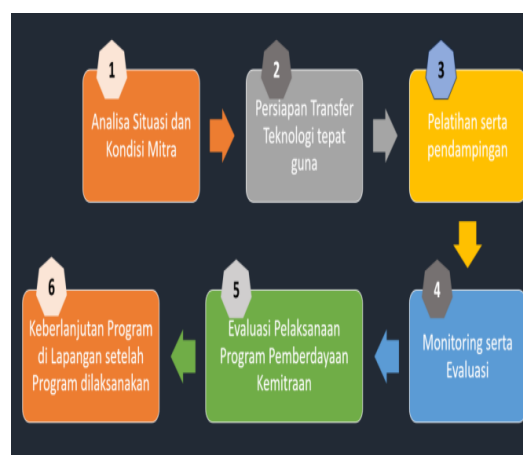 1
Analisa Situasi dan
Kondisi Mitra
2
Persiapan Transfer
Teknologi tepat
guna
3
Pelatihan serta
pendampingan
4
Monitoring serta
Evaluasi
5
Evaluasi Pelaksanaan
Program Pemberdayaan
Kemitraan
6
Keberlanjutan Program
di Lapangan setelah
Program dilaksanakan